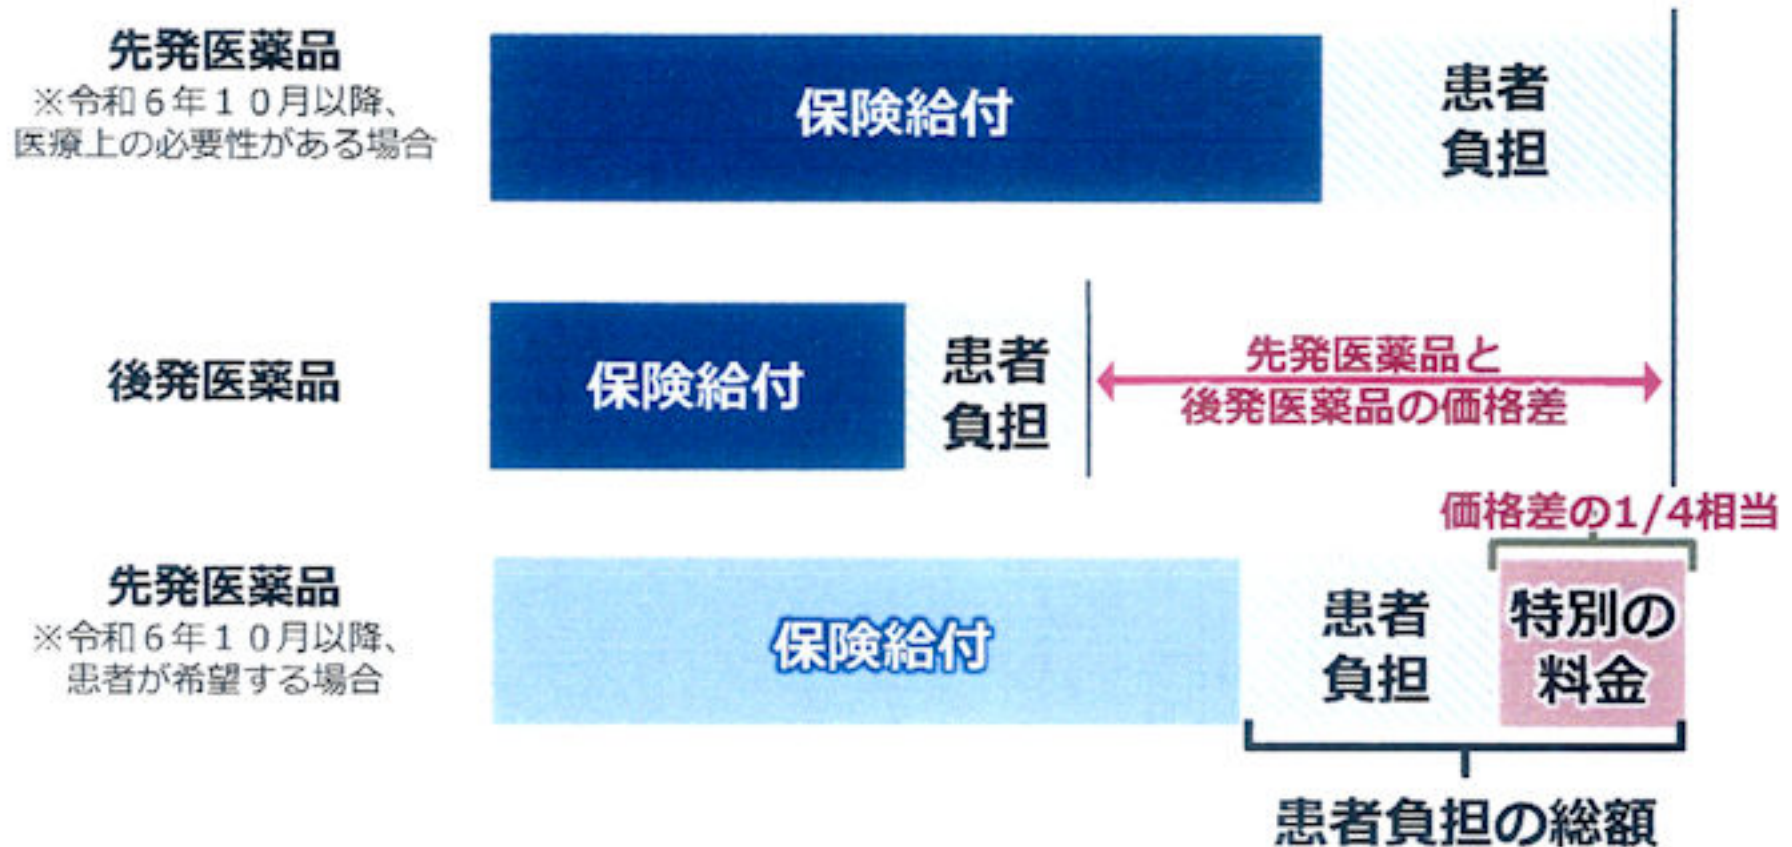 先発医薬品
※令和６年１０月以降、
医療上の必要性がある場合
保険給付
患者
負担
後発医薬品
保険給付
患者
負担
先発医薬品と
後発医薬品の価格差
価格差の1/4相当
先発医薬品
※令和６年１０月以降、
患者が希望する場合
保険給付
患者
負担
特別の
料金
患者負担の総額